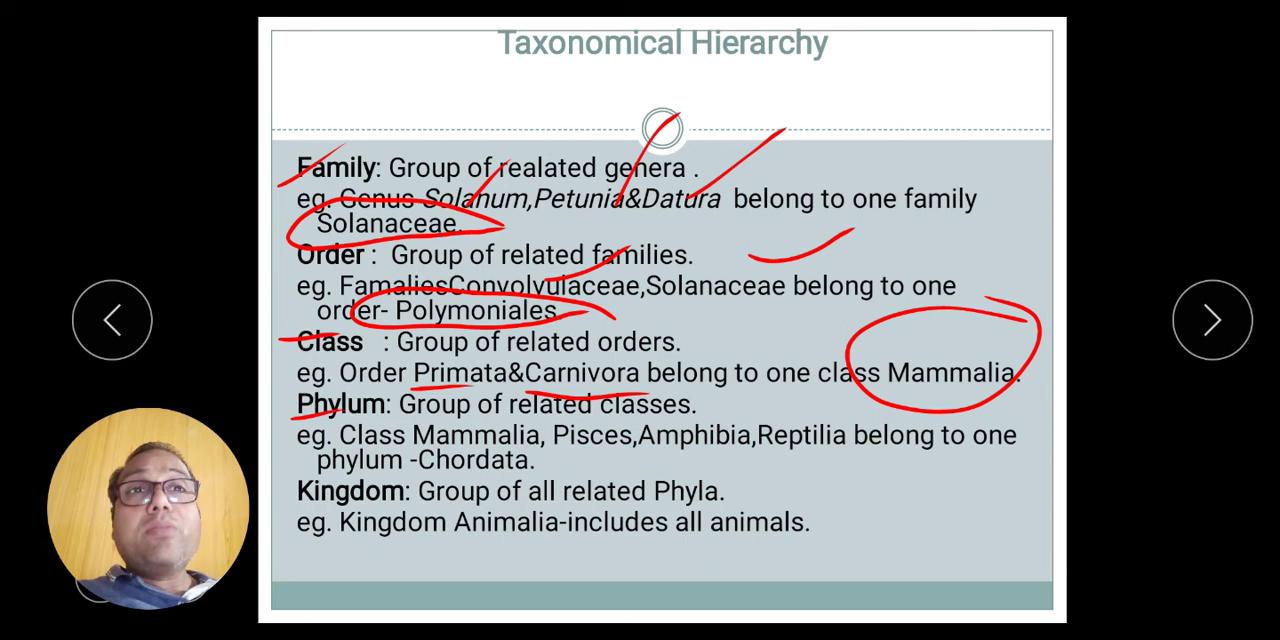 Taxonomical Hierarchy
Family: Group of realated genera .
eg. Genus Solanum,Petunia&Datura belong to one family
Solanaceae.
Order : Group of related families.
eg. FamaliesConvolvulaceae,Solanaceae belong to one
order- Polymoniales.
Class : Group of related orders.
eg. Order Primata&Carnivora belong to one class Mammalia.
Phylum: Group of related classes.
eg. Class Mammalia, Pisces,Amphibia,Reptilia belong to one
phylum -Chordata.
Kingdom: Group of all related Phyla.
eg. Kingdom Animalia-includes all animals.